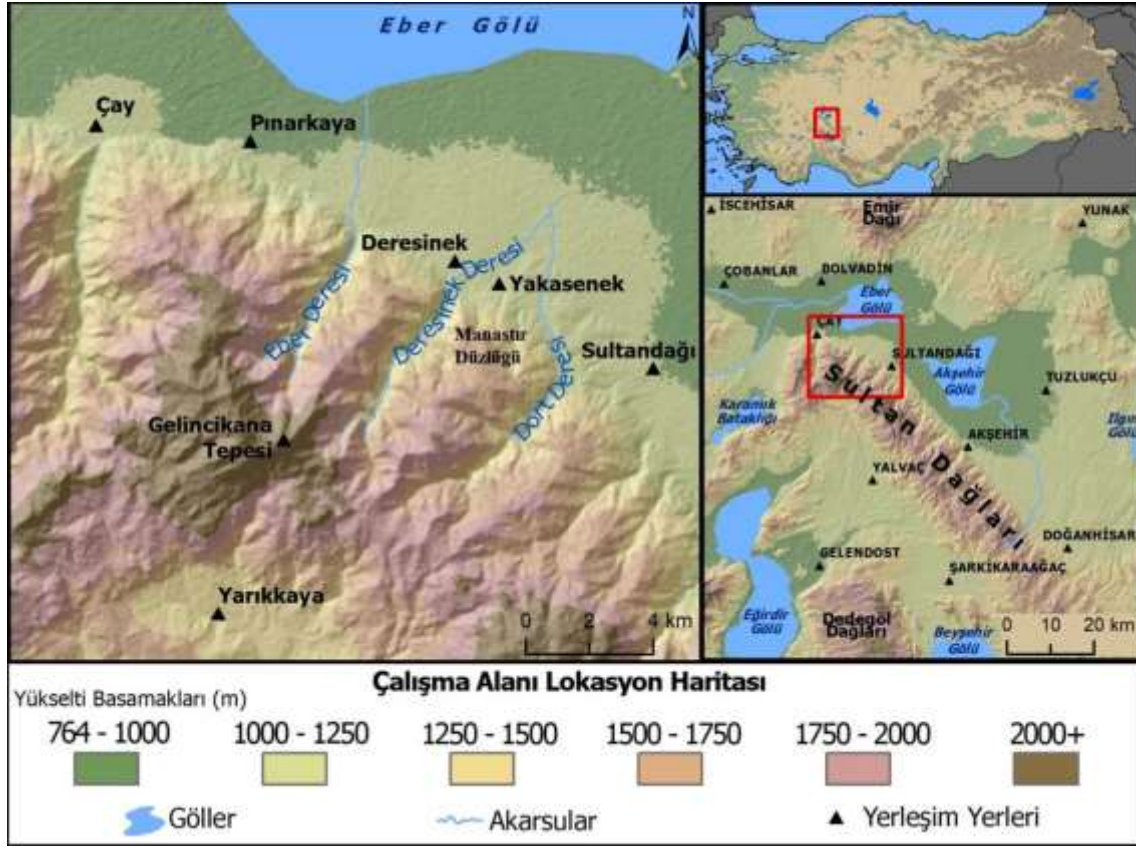 Eber Gölü
N
Çay
Pınarkaya
Deresinek
Yakasenek
Eber Deresi
Deresinek Deresi
Manastır
Düzlüğü
Sultandağı
Dort Deresi
Gelincikana
Tepesi
Yarıkkaya
0 2 4 km
İSCEHİSAR
Emir
Dağı
YUNAK
ÇOBANLAR
BOLVADİN
Eber
Gölü
ÇAY
SULTANDAĞI
Akşehir
Gölü
TUZLUKÇU
Karamık
Bataklığı
Sultan Dağları
AKŞEHİR
Ilgın
Gölü
YALVAÇ
DOĞANHİSAR
GELENDOST
ŞARKİKARAAĞAÇ
Eğirdir
Gölü
Dedegöl
Dağları
Beyşehir
Gölü
0 10 20 km
Çalışma Alanı Lokasyon Haritası
Yükselti Basamakları (m)
764 - 1000 1000 - 1250 1250 - 1500 1500 - 1750 1750 - 2000 2000+
Göller Akarsular Yerleşim Yerleri